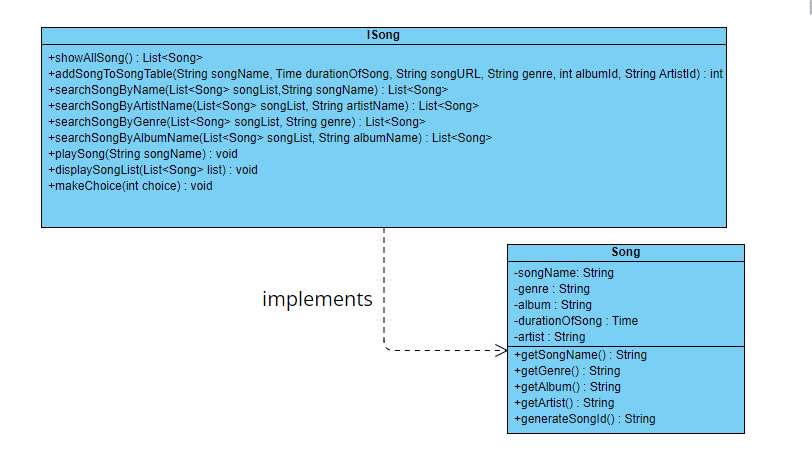 ISong
+showAllSong() : List<Song>
+addSongToSongTable(String songName, Time durationOfSong, String songURL, String genre, int albumId, String ArtistId) : int
+searchSongByName(List<Song> songList,String songName) : List<Song>
+searchSongByArtistName(List<Song> songList, String artistName) : List<Song>
+searchSongByGenre(List<Song> songList, String genre) : List<Song>
+searchSongByAlbumName(List<Song> songList, String albumName) : List<Song>
+playSong(String songName) : void
+displaySongList(List<Song> list) : void
+makeChoice(int choice) : void
implements
Song
-songName: String
-genre : String
-album : String
-durationOfSong : Time
-artist : String
+getSongName() : String
+getGenre() : String
+getAlbum() : String
+getArtist() : String
+generateSongId() : String